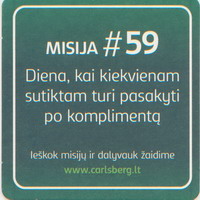 MISIJA #59
Diena, kai kiekvienam
sutiktam turi pasakyti
po komplimentą
Ieškok misijų ir dalyvauk žaidime
www.carlsberg.lt